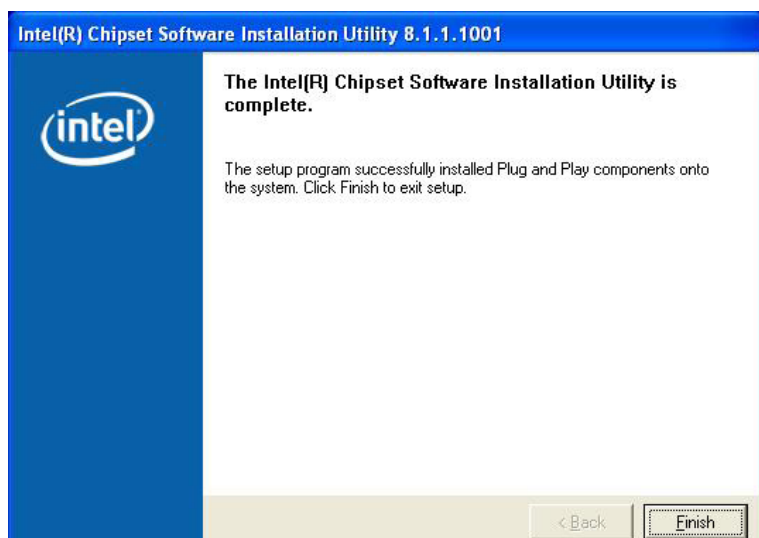 Intel(R) Chipset Software Installation Utility 8.1.1.1001
intel
The Intel(R) Chipset Software Installation Utility is
complete.
The setup program successfully installed Plug and Play components onto
the system. Click Finish to exit setup.
< Back
Finish